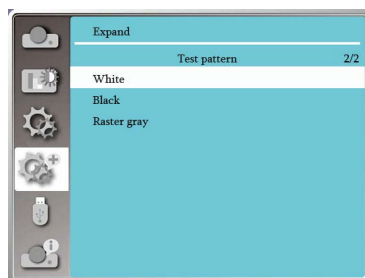 Expand
Test pattern 2/2
White
Black
Raster gray